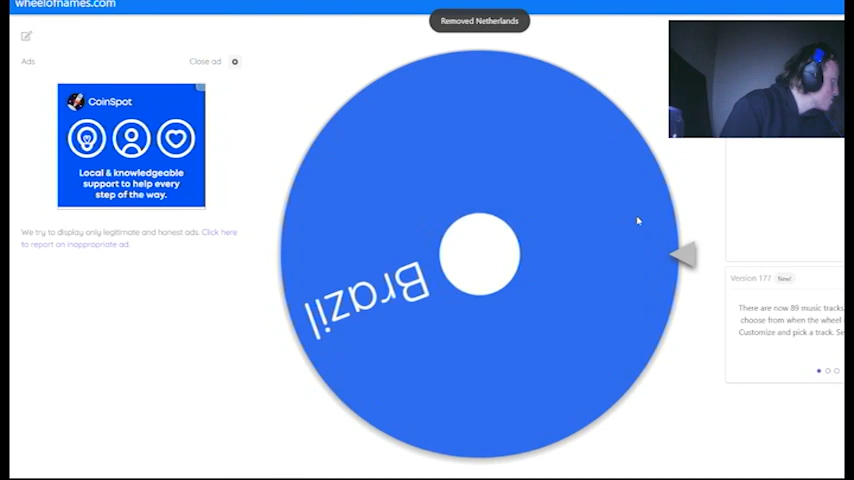 wheelofnames.com
Removed Netherlands
Ads
Close ad
CoinSpot
Local & knowledgeable
support to help every
step of the way.
We try to display only legitimate and honest ads. Click here
to report an inappropriate ad.
Brazil
Version 177 New!
There are now 89 music tracks
choose from when the wheel
Customize and pick a track. Se